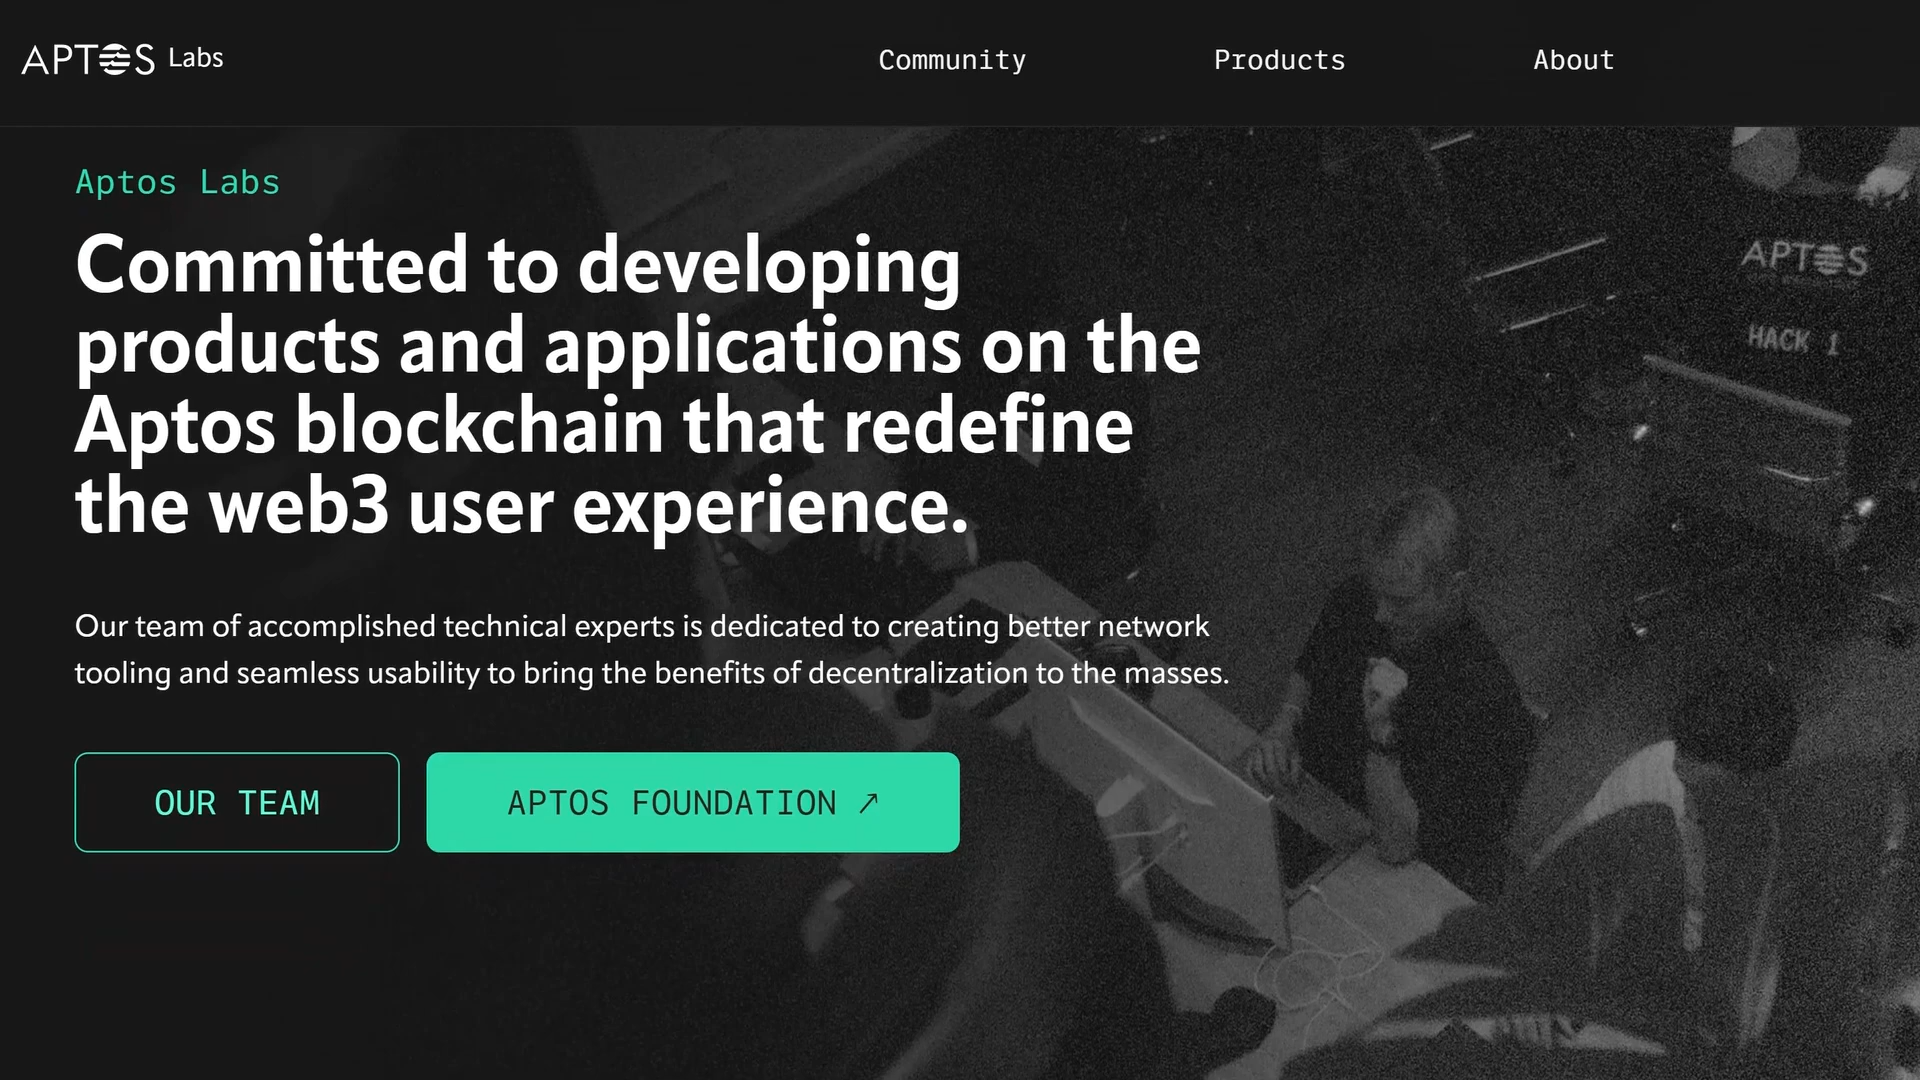 APTOS Labs
Community
Products
About
Aptos Labs
Committed to developing
products and applications on the
Aptos blockchain that redefine
the web3 user experience.
Our team of accomplished technical experts is dedicated to creating better network
tooling and seamless usability to bring the benefits of decentralization to the masses.
OUR TEAM
APTOS FOUNDATION ↗
APTOS
HACK 1